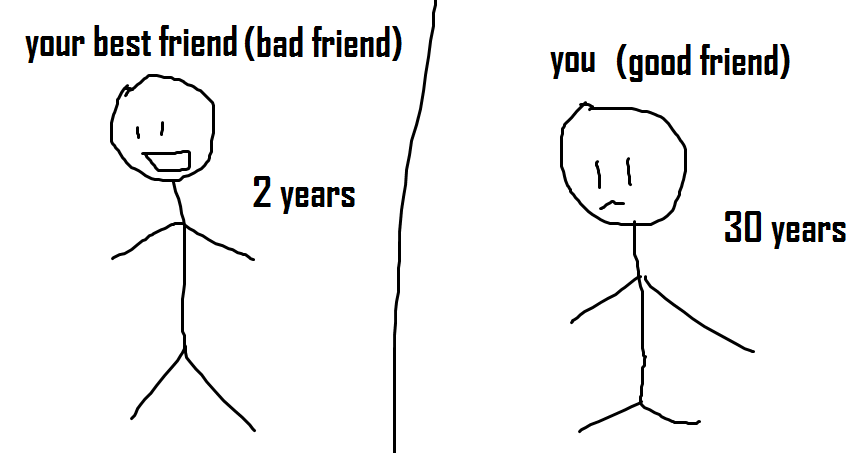 your best friend (bad friend)
2 years
you (good friend)
30 years